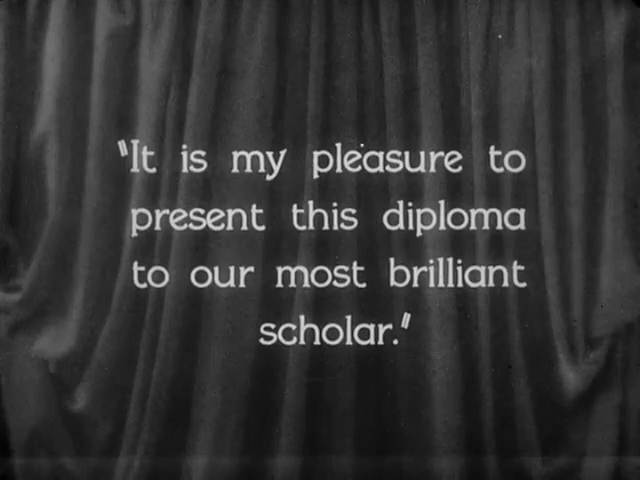 "It is my pleasure to
present this diploma
to our most brilliant
scholar."